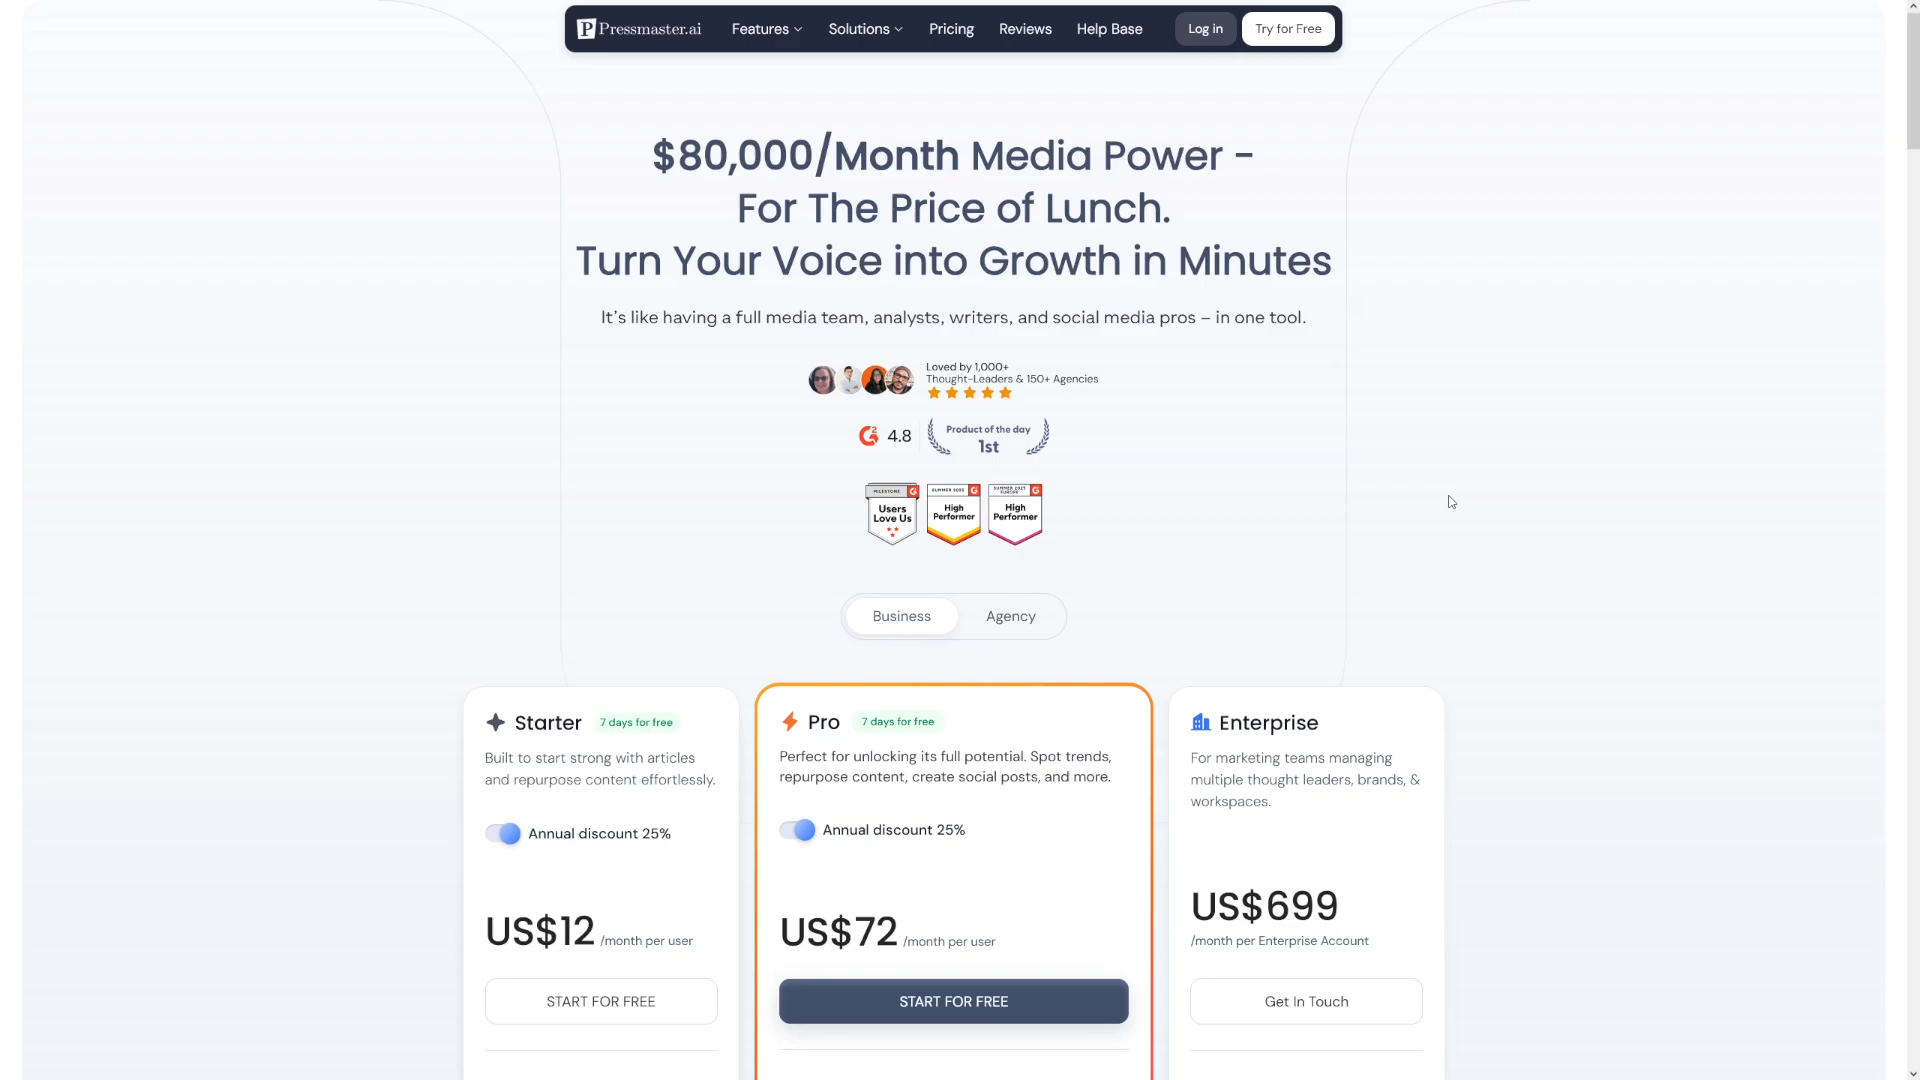 Pressmaster.ai Features Solutions Pricing Reviews Help Base Log in Try for Free
$80,000/Month Media Power -
For The Price of Lunch.
Turn Your Voice into Growth in Minutes
It's like having a full media team, analysts, writers, and social media pros – in one tool.
Loved by 1,000+
Thought-Leaders & 150+ Agencies
G2 4.8
Product of the day
1st
MILESTONE
Users
Love Us
SUMMER 2025
High
Performer
SUMMER 2025
EUROPE
High
Performer
Business Agency
Starter 7 days for free
Built to start strong with articles
and repurpose content effortlessly.
Annual discount 25%
US$12 /month per user
START FOR FREE
Pro 7 days for free
Perfect for unlocking its full potential. Spot trends,
repurpose content, create social posts, and more.
Annual discount 25%
US$72 /month per user
START FOR FREE
Enterprise
For marketing teams managing
multiple thought leaders, brands, &
workspaces.
US$699
/month per Enterprise Account
Get In Touch